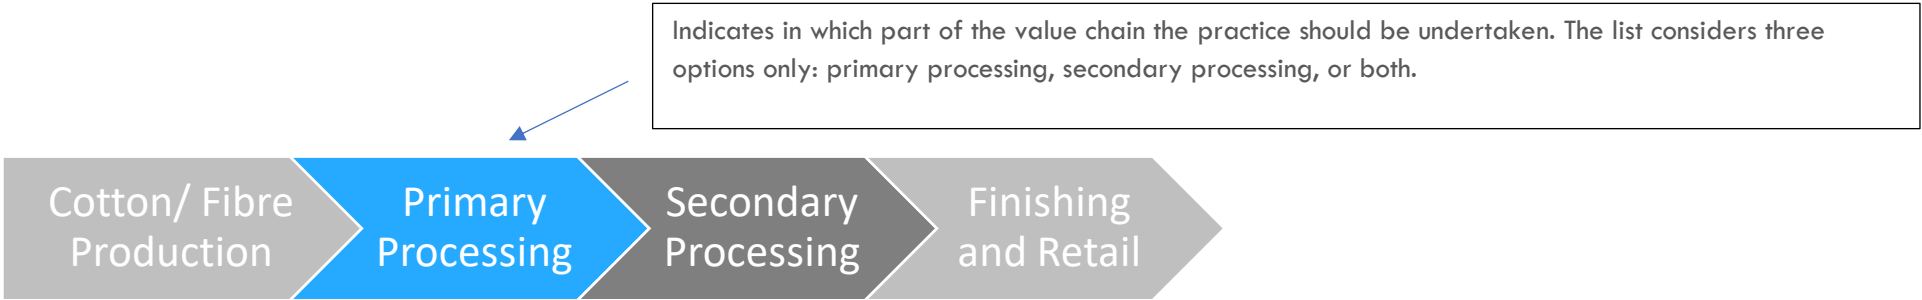 Indicates in which part of the value chain the practice should be undertaken. The list considers three
options only: primary processing, secondary processing, or both.
Cotton/ Fibre
Production
Primary
Processing
Secondary
Processing
Finishing
and Retail